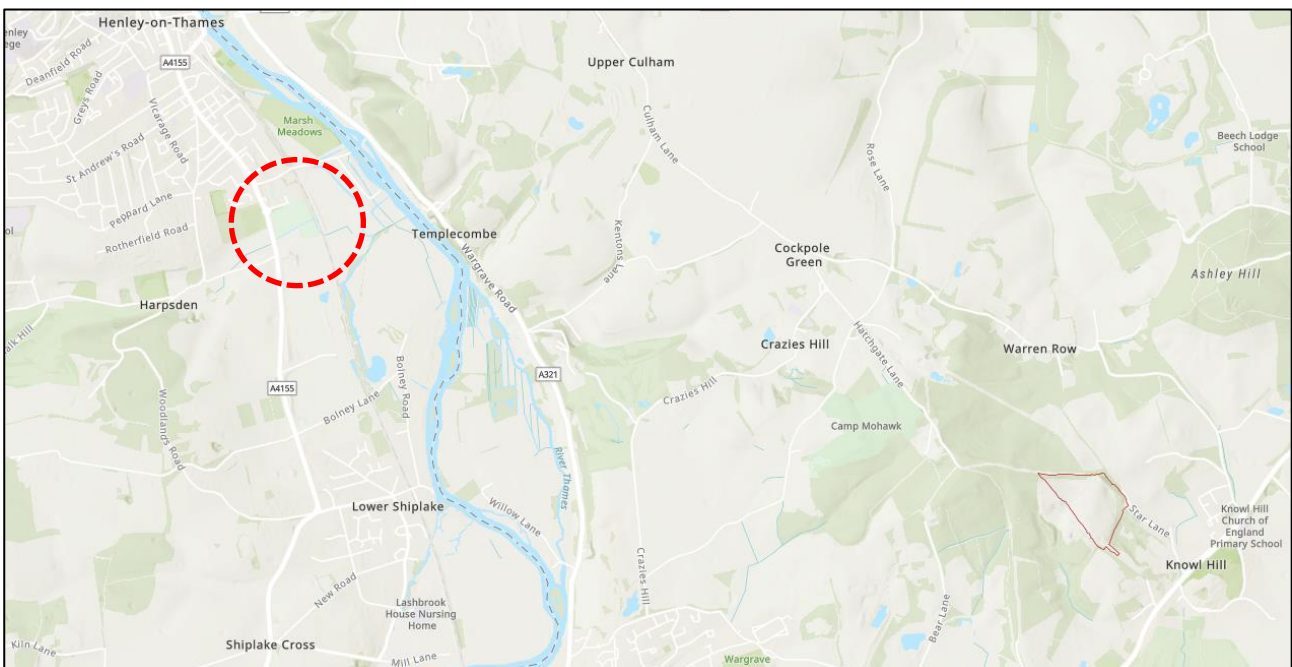 Henley-on-Thames
A4155
Deanfield Road
Greys Road
Vicarage Road
St Andrew's Road
Peppard Lane
Rotherfield Road
Marsh
Meadows
Upper Culham
Culham Lane
Rose Lane
Beech Lodge
School
Templecombe
Wargrave Road
Kentons Lane
Cockpole
Green
Ashley Hill
Harpsden
Woodlands Road
A4155
Bolney Lane
Bolney Road
A321
Crazies Hill
Crazies Hill
Hatchgate Lane
Warren Row
Camp Mohawk
Lower Shiplake
Willow Lane
River Thames
Star Lane
Knowl Hill
Church of
England
Primary School
Knowl Hill
New Road
Lashbrook
House Nursing
Home
Crazies Hill
Bear Lane
Kiln Lane
Shiplake Cross
Mill Lane
Wargrave